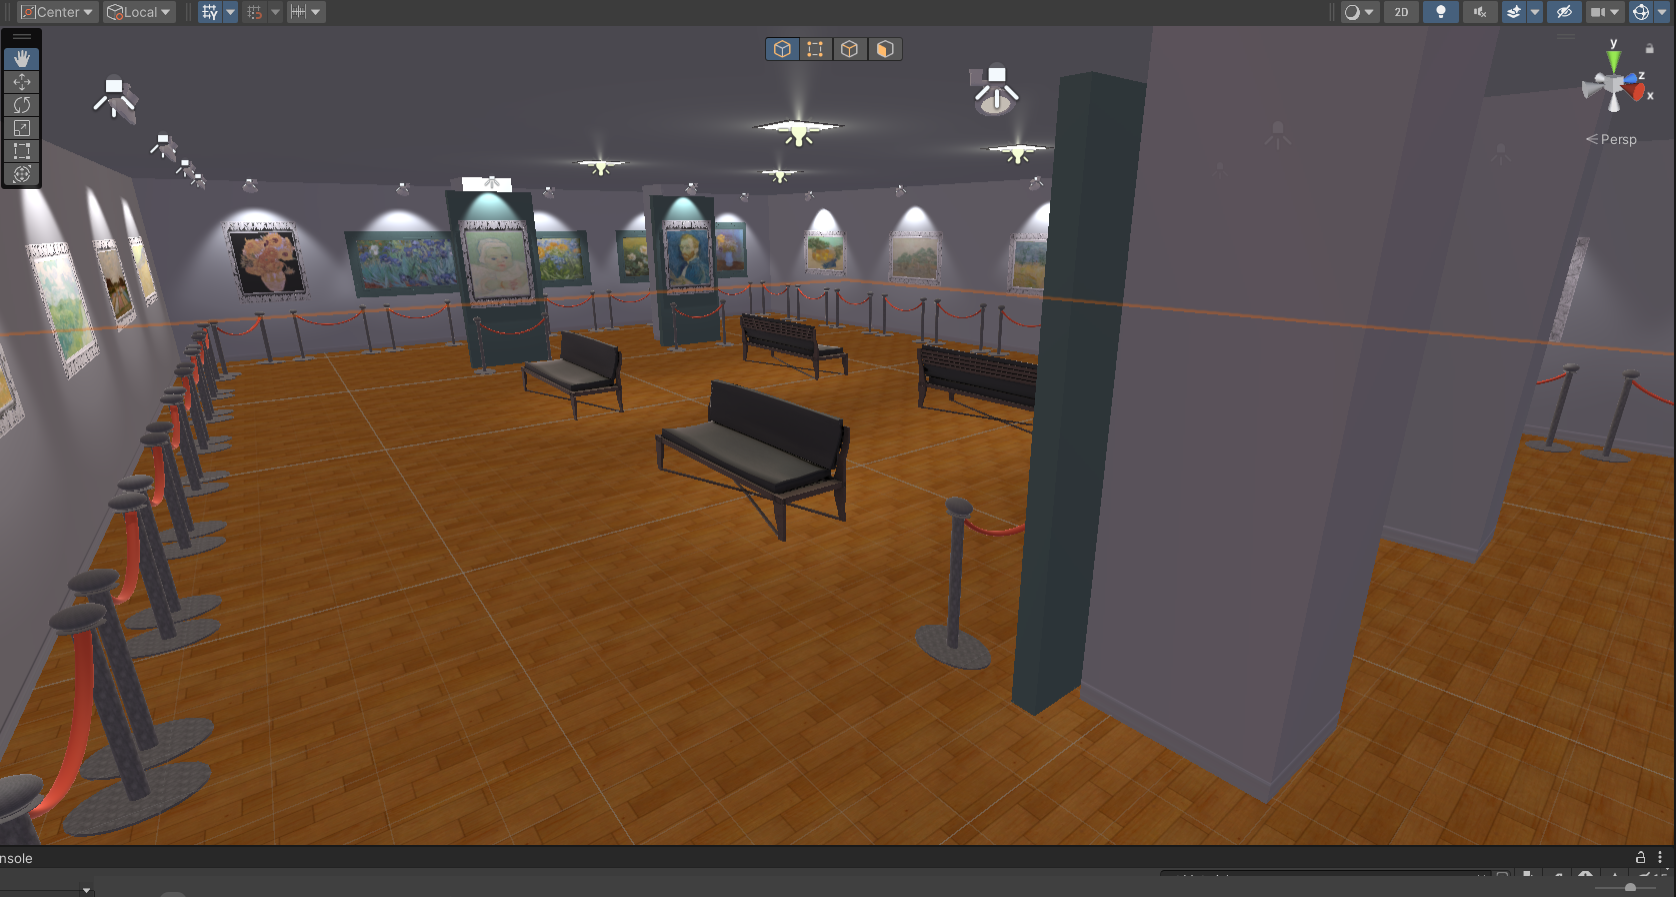 Center Local 2D
y
z
x
Persp
nsole